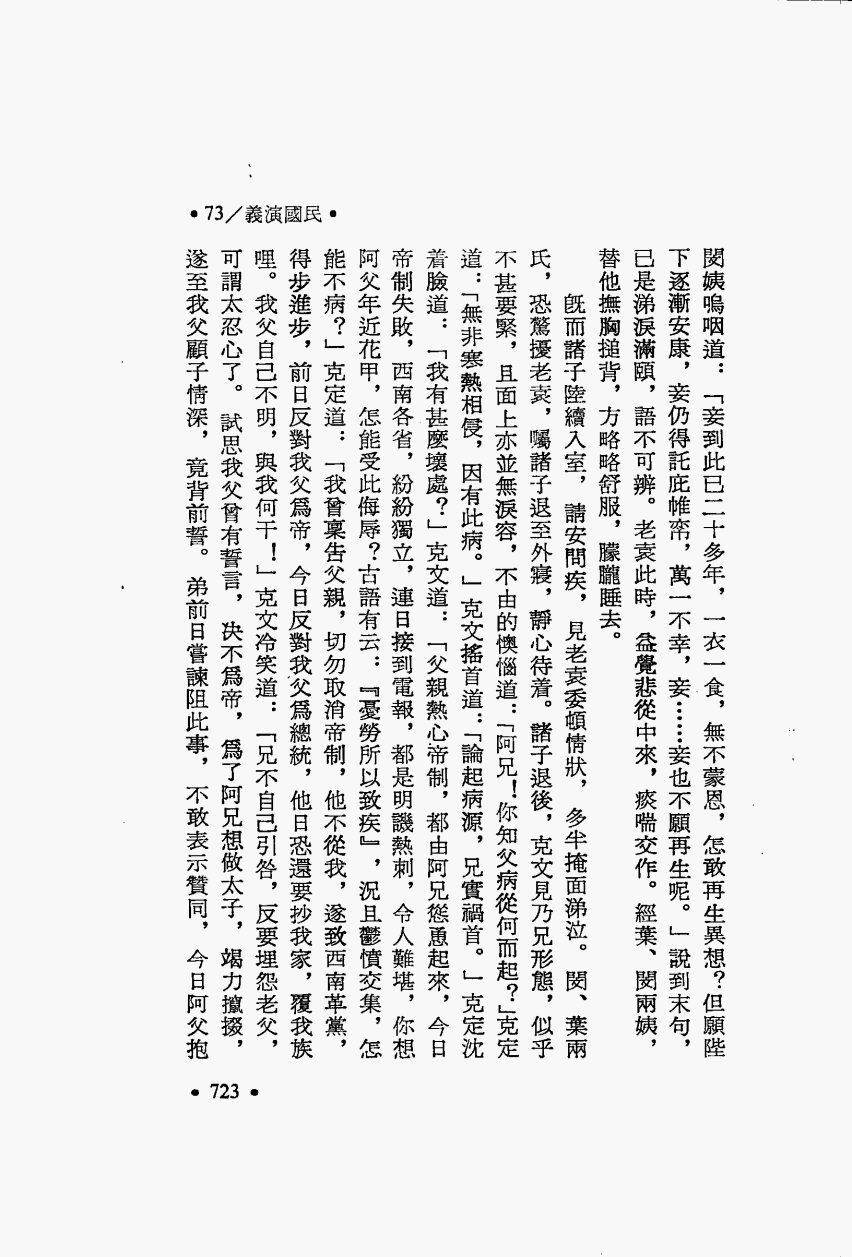 •73／義演國民•
閔姨嗚咽道：「妾到此已二十多年，一衣一食，無不蒙恩，怎敢再生異想？但願陛
下逐漸安康，妾仍得託庇帷帟，萬一不幸，妾……妾也不願再生呢。」說到末句，
已是涕淚滿頤，語不可辨。老袁此時，益覺悲從中來，痰喘交作。經葉、閔兩姨，
替他撫胸搥背，方略略舒服，朦朧睡去。
旣而諸子陸續入室，請安問疾，見老袁委頓情狀，多半掩面涕泣。閔、葉兩
氏，恐驚擾老袁，囑諸子退至外寢，靜心待着。諸子退後，克文見乃兄形態，似乎
不甚要緊，且面上亦並無淚容，不由的懊惱道：「阿兄！你知父病從何而起？」克定
道：「無非寒熱相侵，因有此病。」克文搖首道：「論起病源，兄實禍首。」克定沈
着臉道：「我有甚麼壞處？」克文道：「父親熱心帝制，都由阿兄慫恿起來，今日
帝制失敗，西南各省，紛紛獨立，連日接到電報，都是明譏熱刺，令人難堪，你想
阿父年近花甲，怎能受此侮辱？古語有云：『憂勞所以致疾』，況且鬱憤交集，怎
能不病？」克定道：「我曾稟告父親，切勿取消帝制，他不從我，遂致西南革黨，
得步進步，前日反對我父爲帝，今日反對我父爲總統，他日恐還要抄我家，覆我族
哩。我父自己不明，與我何干！」克文冷笑道：「兄不自己引咎，反要埋怨老父，
可謂太忍心了。試思我父曾有誓言，決不爲帝，爲了阿兄想做太子，竭力攛掇，
遂至我父顧子情深，竟背前誓。弟前日嘗諫阻此事，不敢表示贊同，今日阿父抱
•723•